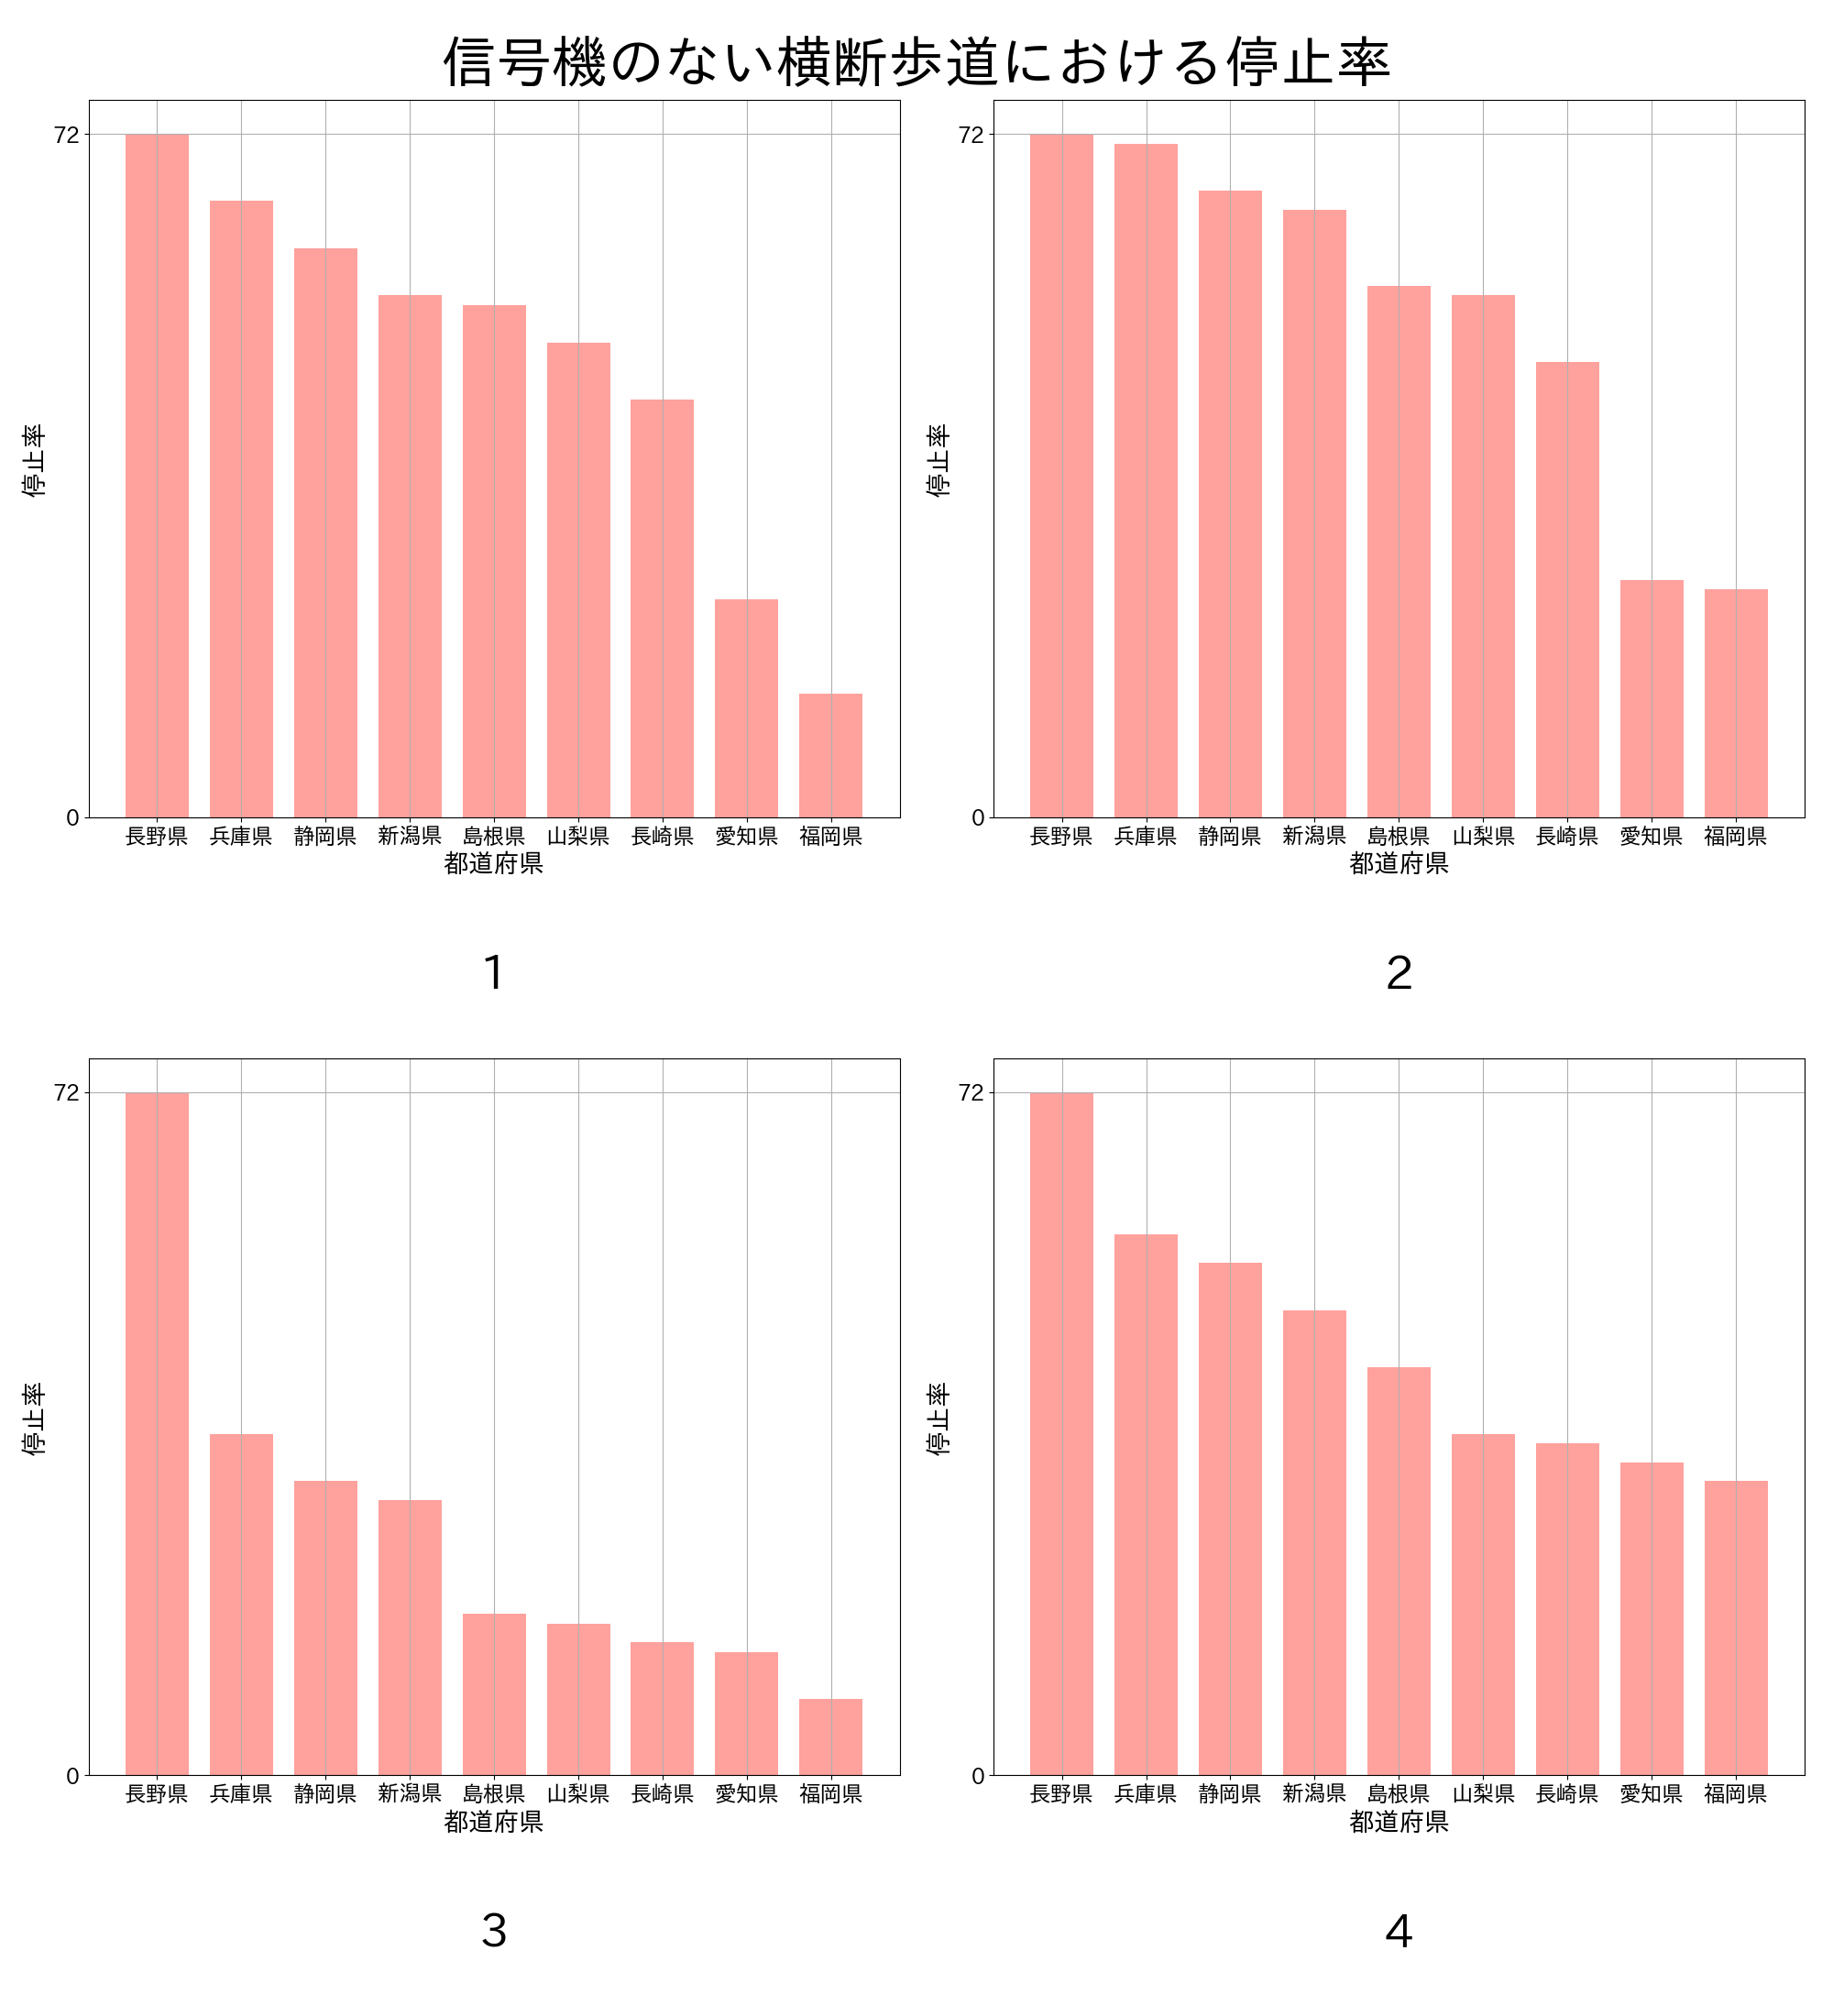 信号機のない横断歩道における停止率
72
停止率
0
長野県 兵庫県 静岡県 新潟県 島根県 山梨県 長崎県 愛知県 福岡県
都道府県
1
72
停止率
0
長野県 兵庫県 静岡県 新潟県 島根県 山梨県 長崎県 愛知県 福岡県
都道府県
2
72
停止率
0
長野県 兵庫県 静岡県 新潟県 島根県 山梨県 長崎県 愛知県 福岡県
都道府県
3
72
停止率
0
長野県 兵庫県 静岡県 新潟県 島根県 山梨県 長崎県 愛知県 福岡県
都道府県
4